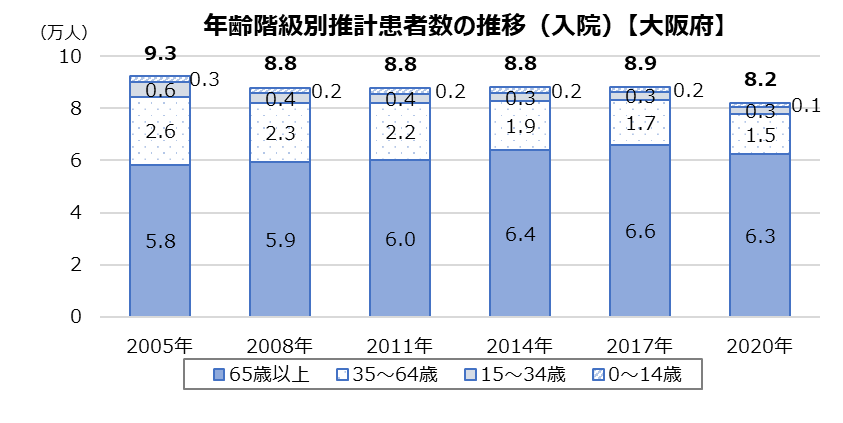 年齢階級別推計患者数の推移（入院）【大阪府】
（万人）
10
8
6
4
2
0
9.3 8.8 8.8 8.8 8.9 8.2
0.3 0.2 0.2 0.2 0.2 0.1
0.6 0.4 0.4 0.3 0.3 0.3
2.6 2.3 2.2 1.9 1.7 1.5
5.8 5.9 6.0 6.4 6.6 6.3
2005年 2008年 2011年 2014年 2017年 2020年
65歳以上 35～64歳 15～34歳 0～14歳